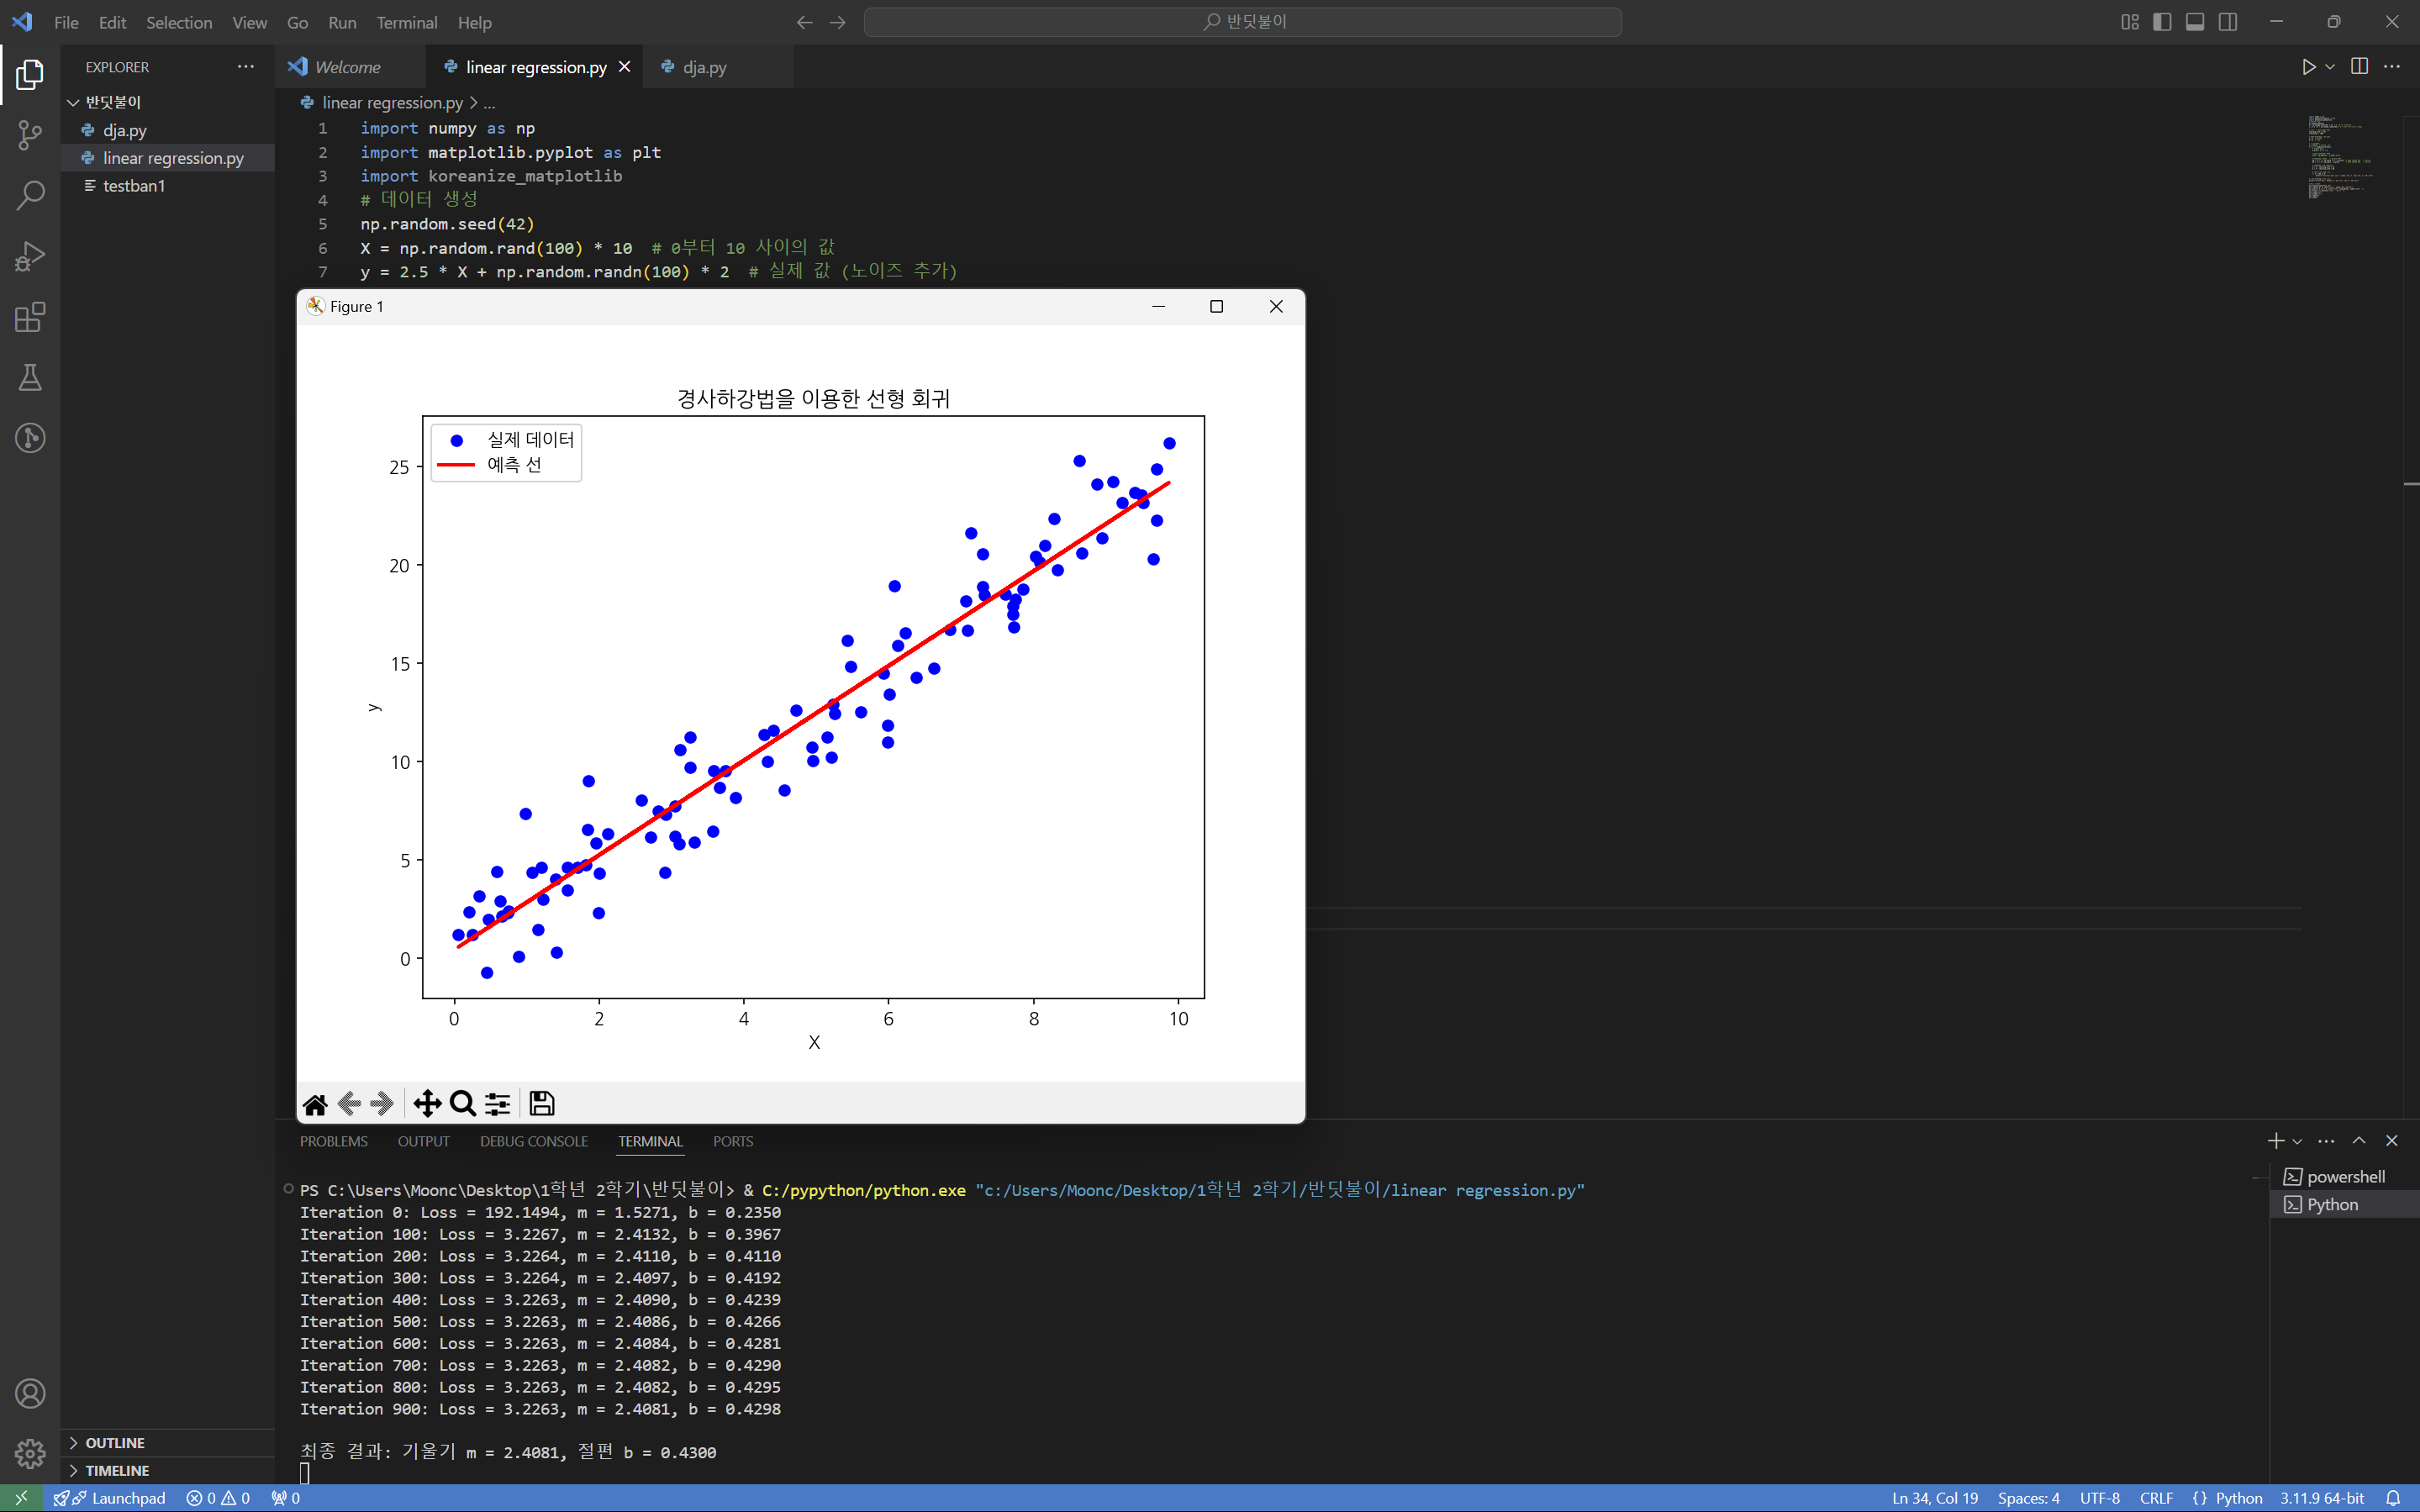 File Edit Selection View Go Run Terminal Help
반딧불이
EXPLORER
반딧불이
dja.py
linear regression.py
testban1
OUTLINE
TIMELINE
Welcome
linear regression.py
dja.py
linear regression.py > ...
1 import numpy as np
2 import matplotlib.pyplot as plt
3 import koreanize_matplotlib
4 # 데이터 생성
5 np.random.seed(42)
6 X = np.random.rand(100) * 10 # 0부터 10 사이의 값
7 y = 2.5 * X + np.random.randn(100) * 2 # 실제 값 (노이즈 추가)
Figure 1
경사하강법을 이용한 선형 회귀
실제 데이터
예측 선
25
20
15
10
5
0
y
0 2 4 6 8 10
X
PROBLEMS OUTPUT DEBUG CONSOLE TERMINAL PORTS
PS C:\Users\Moonc\Desktop\1학년 2학기\반딧불이> & C:/pypython/python.exe "c:/Users/Moonc/Desktop/1학년 2학기/반딧불이/linear regression.py"
Iteration 0: Loss = 192.1494, m = 1.5271, b = 0.2350
Iteration 100: Loss = 3.2267, m = 2.4132, b = 0.3967
Iteration 200: Loss = 3.2264, m = 2.4110, b = 0.4110
Iteration 300: Loss = 3.2264, m = 2.4097, b = 0.4192
Iteration 400: Loss = 3.2263, m = 2.4090, b = 0.4239
Iteration 500: Loss = 3.2263, m = 2.4086, b = 0.4266
Iteration 600: Loss = 3.2263, m = 2.4084, b = 0.4281
Iteration 700: Loss = 3.2263, m = 2.4082, b = 0.4290
Iteration 800: Loss = 3.2263, m = 2.4082, b = 0.4295
Iteration 900: Loss = 3.2263, m = 2.4081, b = 0.4298
최종 결과: 기울기 m = 2.4081, 절편 b = 0.4300
powershell
Python
Launchpad 0 0 0
Ln 34, Col 19 Spaces: 4 UTF-8 CRLF {} Python 3.11.9 64-bit